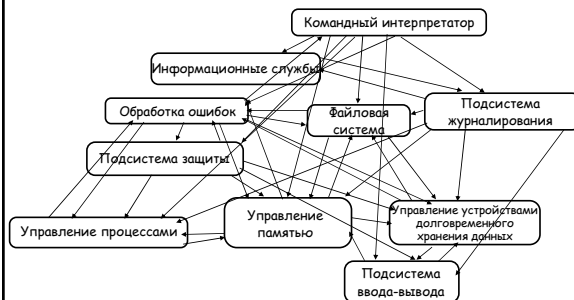 Командный интерпретатор
Информационные службы
Обработка ошибок
Файловая
система
Подсистема
журналирования
Подсистема защиты
Управление процессами
Управление
памятью
Управление устройствами
долговременного
хранения данных
Подсистема
ввода-вывода